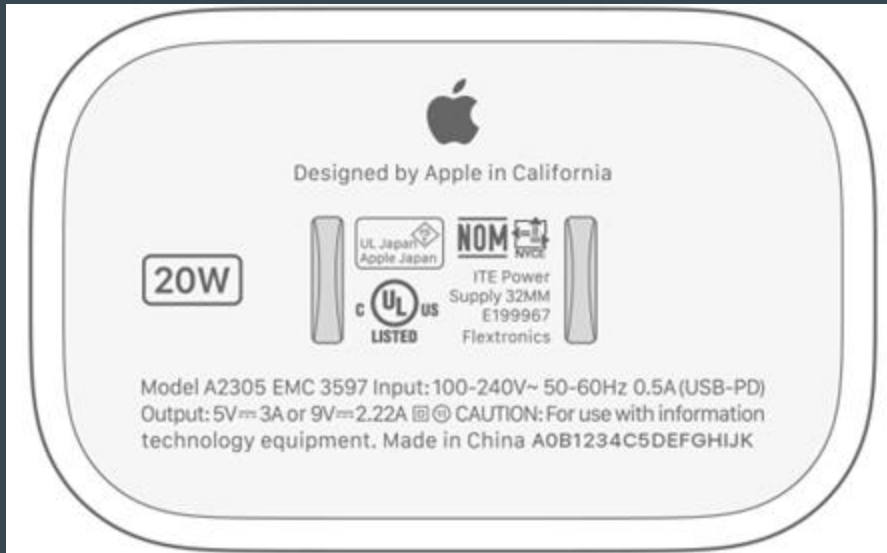 Designed by Apple in California
20W
UL Japan
Apple Japan
NOM
NYCE
C UL US
LISTED
ITE Power
Supply 32MM
E199967
Flextronics
Model A2305 EMC 3597 Input: 100-240V~ 50-60Hz 0.5A (USB-PD)
Output: 5V⎓3A or 9V⎓2.22A CAUTION: For use with information
technology equipment. Made in China A0B1234C5DEFGHIJK